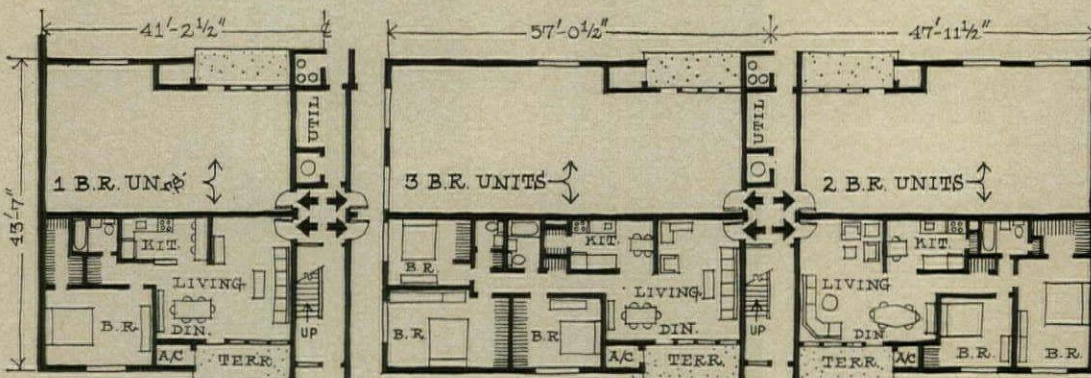 41'-2½" 57'-0½" 47'-11½"
43'-7"
UTIL UTIL
1 B.R. 3 B.R. UNITS 2 B.R. UNITS
KIT. KIT. KIT.
B.R.
LIVING LIVING LIVING
B.R. DIN. UP B.R. B.R. DIN. UP DIN. B.R. B.R.
A/C TERR. A/C TERR. TERR. A/C